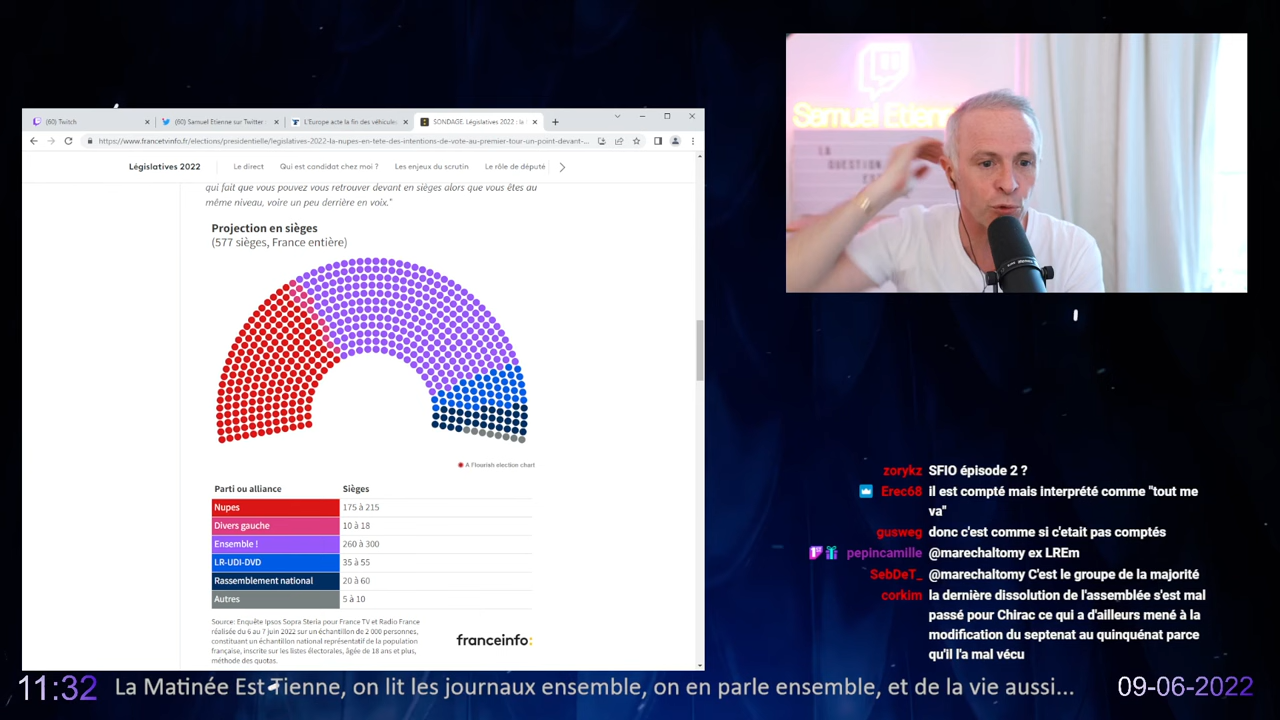 (60) Twitch
(60) Samuel Etienne sur Twitter :
L'Europe acte la fin des véhicules
SONDAGE. Législatives 2022 : la
https://www.francetvinfo.fr/elections/presidentielle/legislatives-2022-la-nupes-en-tete-des-intentions-de-vote-au-premier-tour-un-point-devant-...
Législatives 2022
Le direct
Qui est candidat chez moi ?
Les enjeux du scrutin
Le rôle de député
qui fait que vous pouvez vous retrouver devant en sièges alors que vous êtes au
même niveau, voire un peu derrière en voix."
Projection en sièges
(577 sièges, France entière)
A Flourish election chart
Parti ou alliance Sièges
Nupes 175 à 215
Divers gauche 10 à 18
Ensemble ! 260 à 300
LR-UDI-DVD 35 à 55
Rassemblement national 20 à 60
Autres 5 à 10
Source: Enquête Ipsos Sopra Steria pour France TV et Radio France
réalisée du 6 au 7 juin 2022 sur un échantillon de 2 000 personnes,
constituant un échantillon national représentatif de la population
française, inscrite sur les listes électorales, âgée de 18 ans et plus,
méthode des quotas.
franceinfo:
Samuel Etienne
LA
QUESTION
EST
zorykz SFIO épisode 2 ?
Erec68 il est compté mais interprété comme "tout me
va"
gusweg donc c'est comme si c'etait pas comptés
pepincamille @marechaltomy ex LREm
SebDeT_ @marechaltomy C'est le groupe de la majorité
corkim la dernière dissolution de l'assemblée s'est mal
passé pour Chirac ce qui a d'ailleurs mené à la
modification du septenat au quinquénat parce
qu'il l'a mal vécu
11:32
La Matinée Est Tienne, on lit les journaux ensemble, on en parle ensemble, et de la vie aussi...
09-06-2022